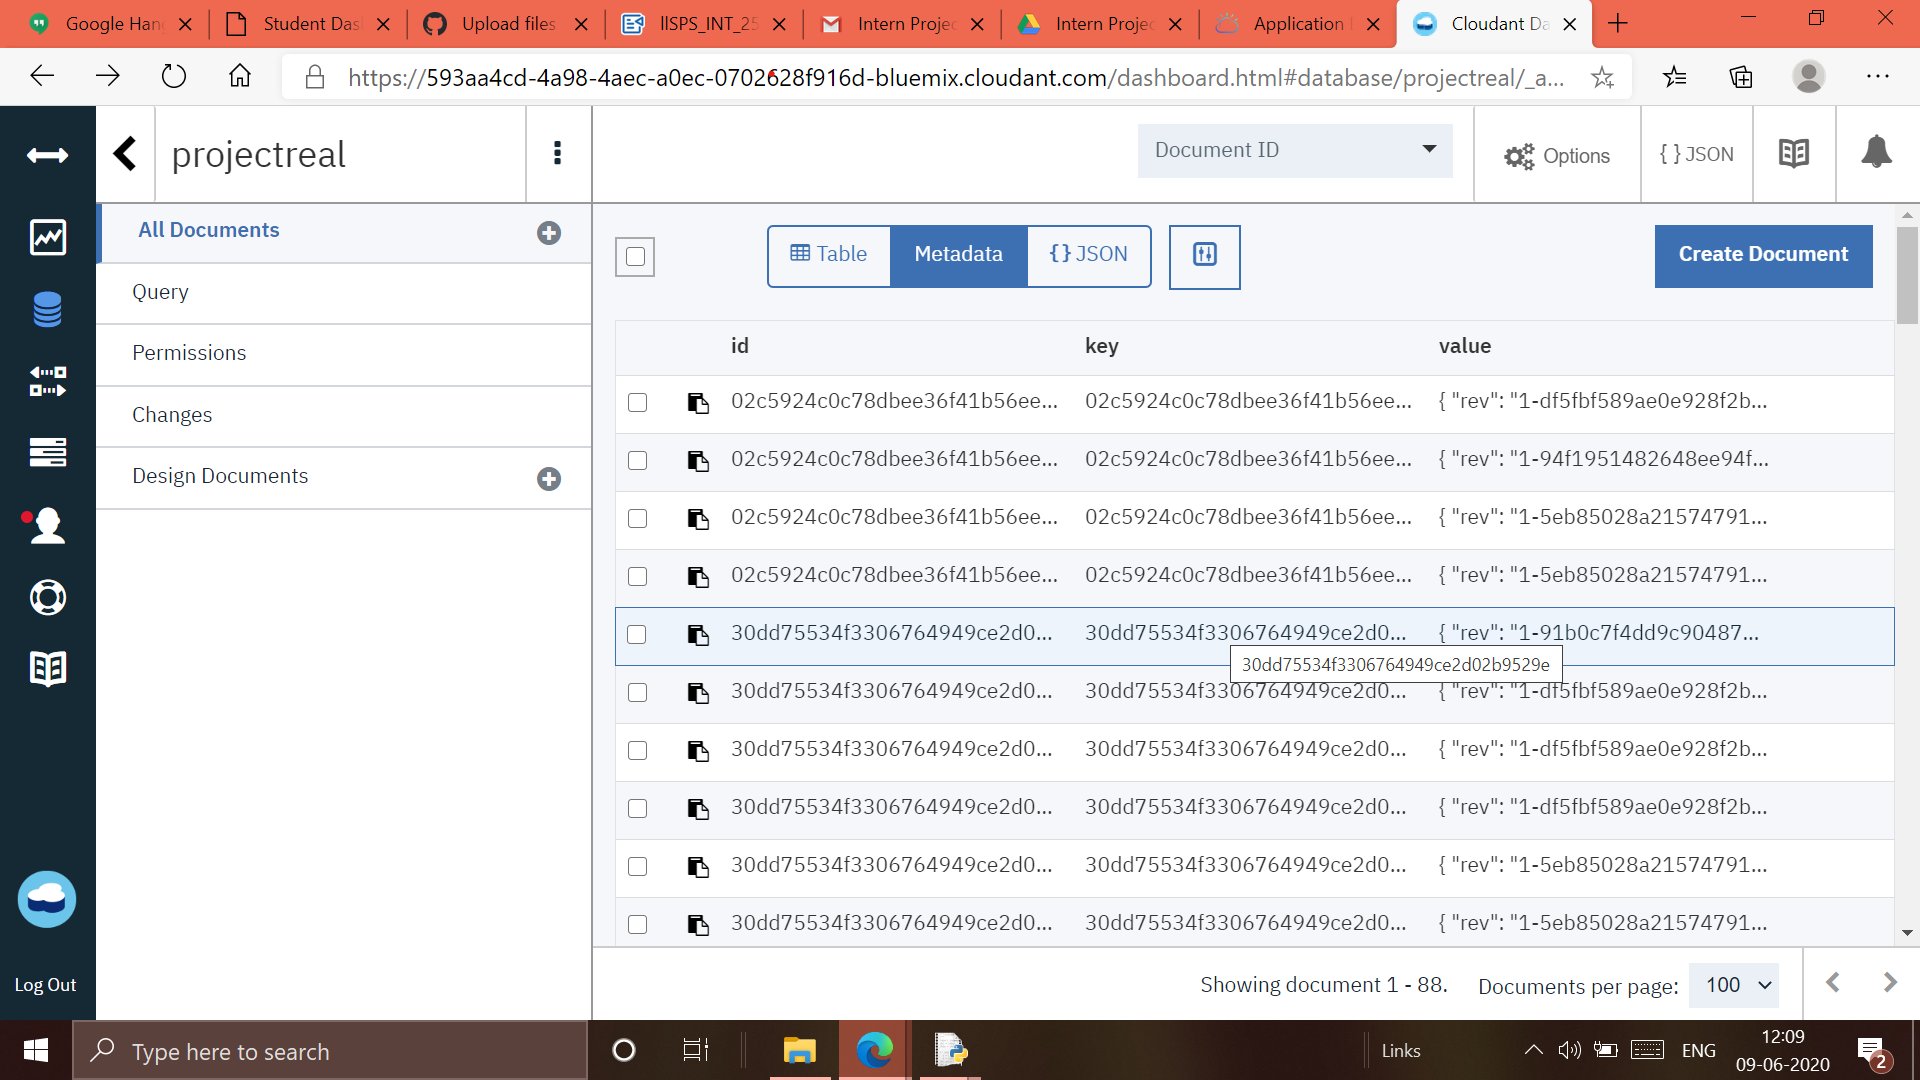 Google Han
Student Das
Upload files
llSPS_INT_25
Intern Projec
Intern Projec
Application
Cloudant Da
https://593aa4cd-4a98-4aec-a0ec-0702628f916d-bluemix.cloudant.com/dashboard.html#database/projectreal/_a...
projectreal
Document ID
Options
{ } JSON
All Documents
Query
Permissions
Changes
Design Documents
Log Out
Table
Metadata
{} JSON
Create Document
id key value
02c5924c0c78dbee36f41b56ee... 02c5924c0c78dbee36f41b56ee... { "rev": "1-df5fbf589ae0e928f2b...
02c5924c0c78dbee36f41b56ee... 02c5924c0c78dbee36f41b56ee... { "rev": "1-94f1951482648ee94f...
02c5924c0c78dbee36f41b56ee... 02c5924c0c78dbee36f41b56ee... { "rev": "1-5eb85028a21574791...
02c5924c0c78dbee36f41b56ee... 02c5924c0c78dbee36f41b56ee... { "rev": "1-5eb85028a21574791...
30dd75534f3306764949ce2d0... 30dd75534f3306764949ce2d0... { "rev": "1-91b0c7f4dd9c90487...
30dd75534f3306764949ce2d02b9529e
30dd75534f3306764949ce2d0... 30dd75534f3306764949ce2d0... { "rev": "1-df5fbf589ae0e928f2b...
30dd75534f3306764949ce2d0... 30dd75534f3306764949ce2d0... { "rev": "1-df5fbf589ae0e928f2b...
30dd75534f3306764949ce2d0... 30dd75534f3306764949ce2d0... { "rev": "1-df5fbf589ae0e928f2b...
30dd75534f3306764949ce2d0... 30dd75534f3306764949ce2d0... { "rev": "1-5eb85028a21574791...
30dd75534f3306764949ce2d0... 30dd75534f3306764949ce2d0... { "rev": "1-5eb85028a21574791...
Showing document 1 - 88.
Documents per page: 100
Type here to search
Links
ENG
12:09
09-06-2020
2